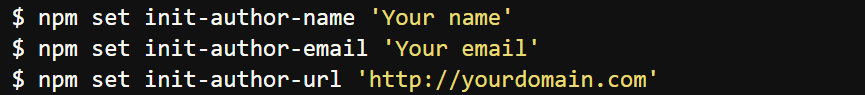 $ npm set init-author-name 'Your name'
$ npm set init-author-email 'Your email'
$ npm set init-author-url 'http://yourdomain.com'